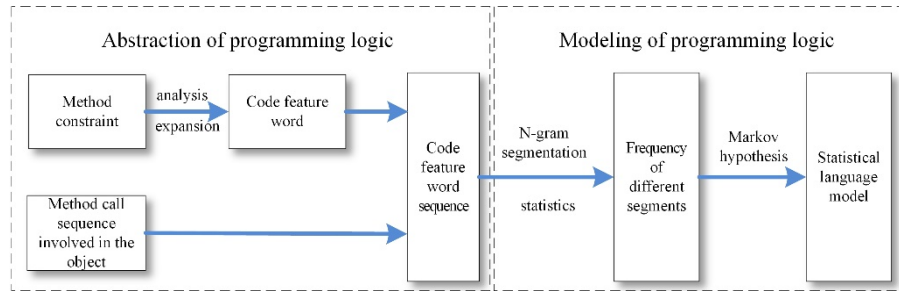 Abstraction of programming logic
Method
constraint
analysis
expansion
Code feature
word
Method call
sequence
involved in the
object
Code
feature
word
sequence
Modeling of programming logic
N-gram
segmentation
statistics
Frequency
of
different
segments
Markov
hypothesis
Statistical
language
model